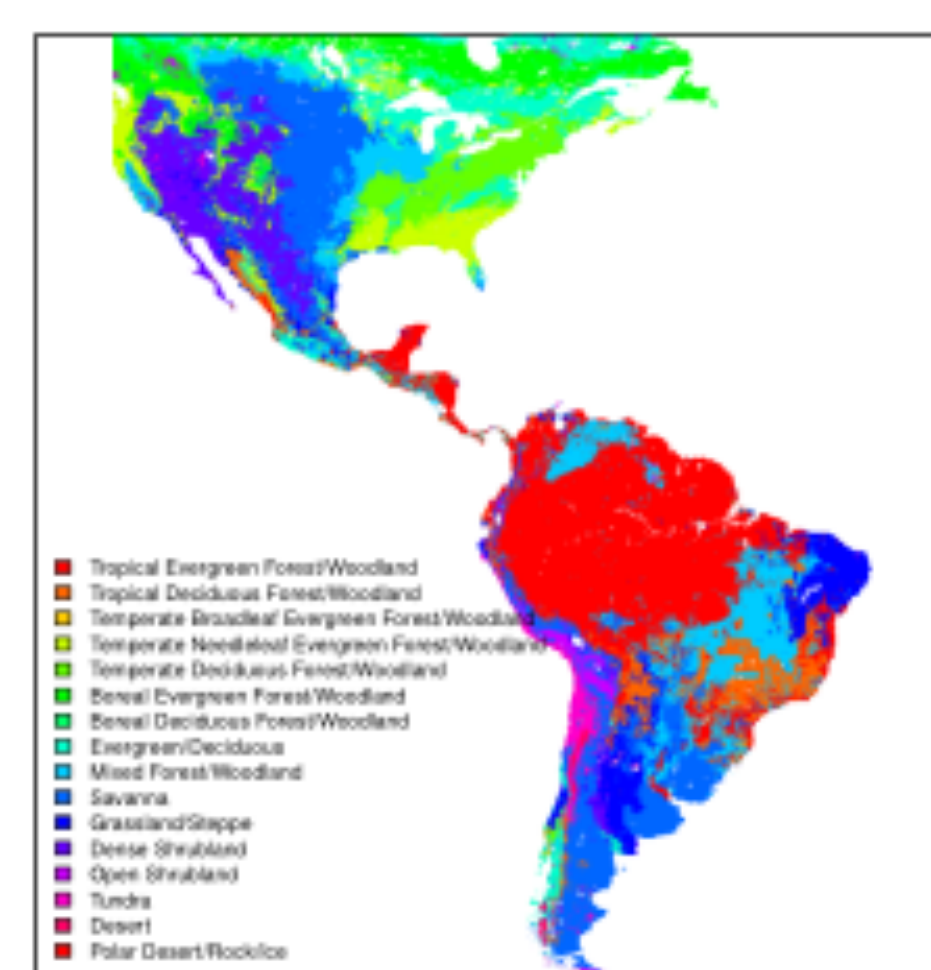 Tropical Evergreen Forest/Woodland
Tropical Deciduous Forest/Woodland
Temperate Broadleaf Evergreen Forest/Woodland
Temperate Needleleaf Evergreen Forest/Woodland
Temperate Deciduous Forest/Woodland
Boreal Evergreen Forest/Woodland
Boreal Deciduous Forest/Woodland
Evergreen/Deciduous
Mixed Forest/Woodland
Savanna
Grassland/Steppe
Dense Shrubland
Open Shrubland
Tundra
Desert
Polar Desert/Rock/Ice